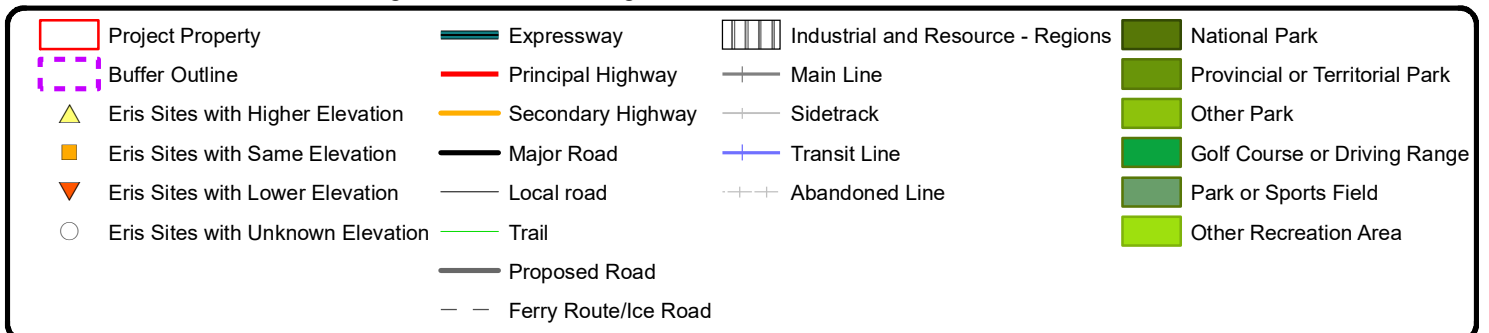 Project Property
Buffer Outline
Eris Sites with Higher Elevation
Eris Sites with Same Elevation
Eris Sites with Lower Elevation
Eris Sites with Unknown Elevation
Expressway
Principal Highway
Secondary Highway
Major Road
Local road
Trail
Proposed Road
Ferry Route/Ice Road
Industrial and Resource - Regions
Main Line
Sidetrack
Transit Line
Abandoned Line
National Park
Provincial or Territorial Park
Other Park
Golf Course or Driving Range
Park or Sports Field
Other Recreation Area